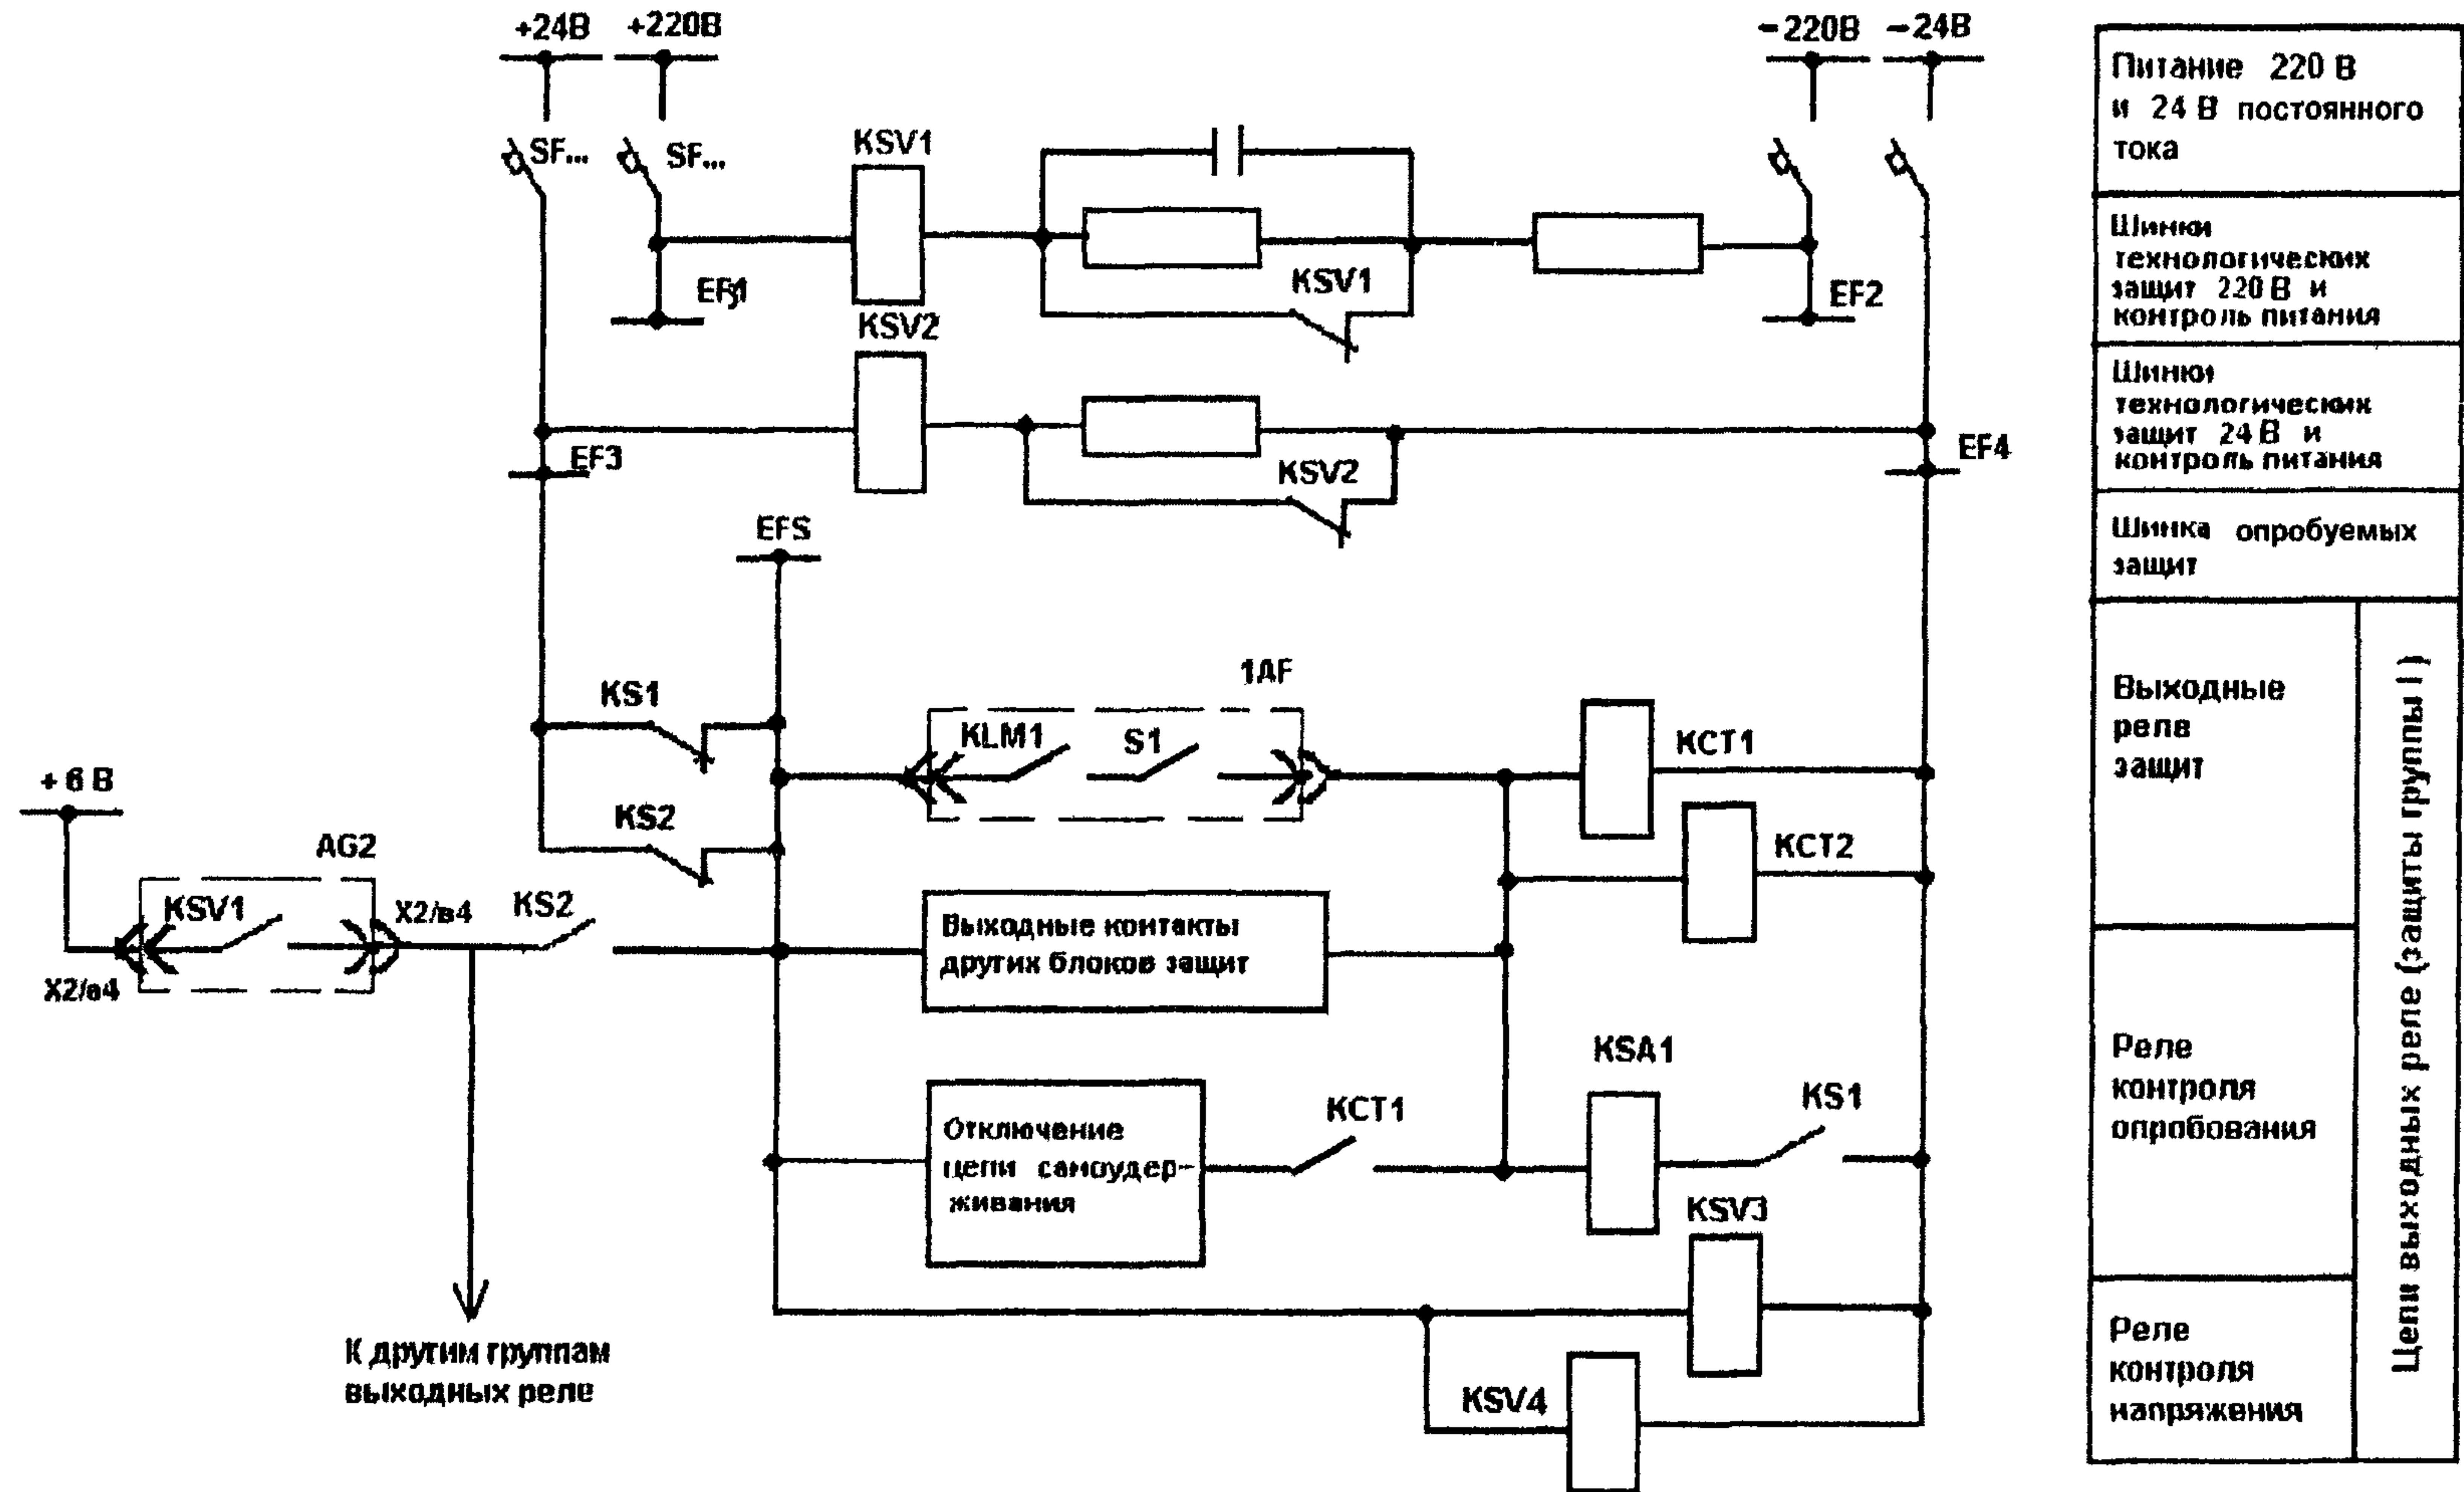 +24В
+220В
-220В
-24В
SF...
SF...
KSV1
KSV1
EF1
EF2
KSV2
KSV2
EF3
EF4
EFS
KS1
1AF
KLM1
S1
KCT1
KS2
KCT2
+6 В
AG2
KSV1
X2/в4
KS2
X2/а4
Выходные контакты
других блоков защит
KSA1
KS1
Отключение
цепи самоудер-
живания
KCT1
KSV3
KSV4
К другим группам
выходных реле
Питание 220 В
и 24 В постоянного
тока
Шинки
технологических
защит 220 В и
контроль питания
Шинки
технологических
защит 24 В и
контроль питания
Шинка опробуемых
защит
Выходные
реле
защит
Реле
контроля
опробования
Реле
контроля
напряжения
Цепи выходных реле (защиты группы I)